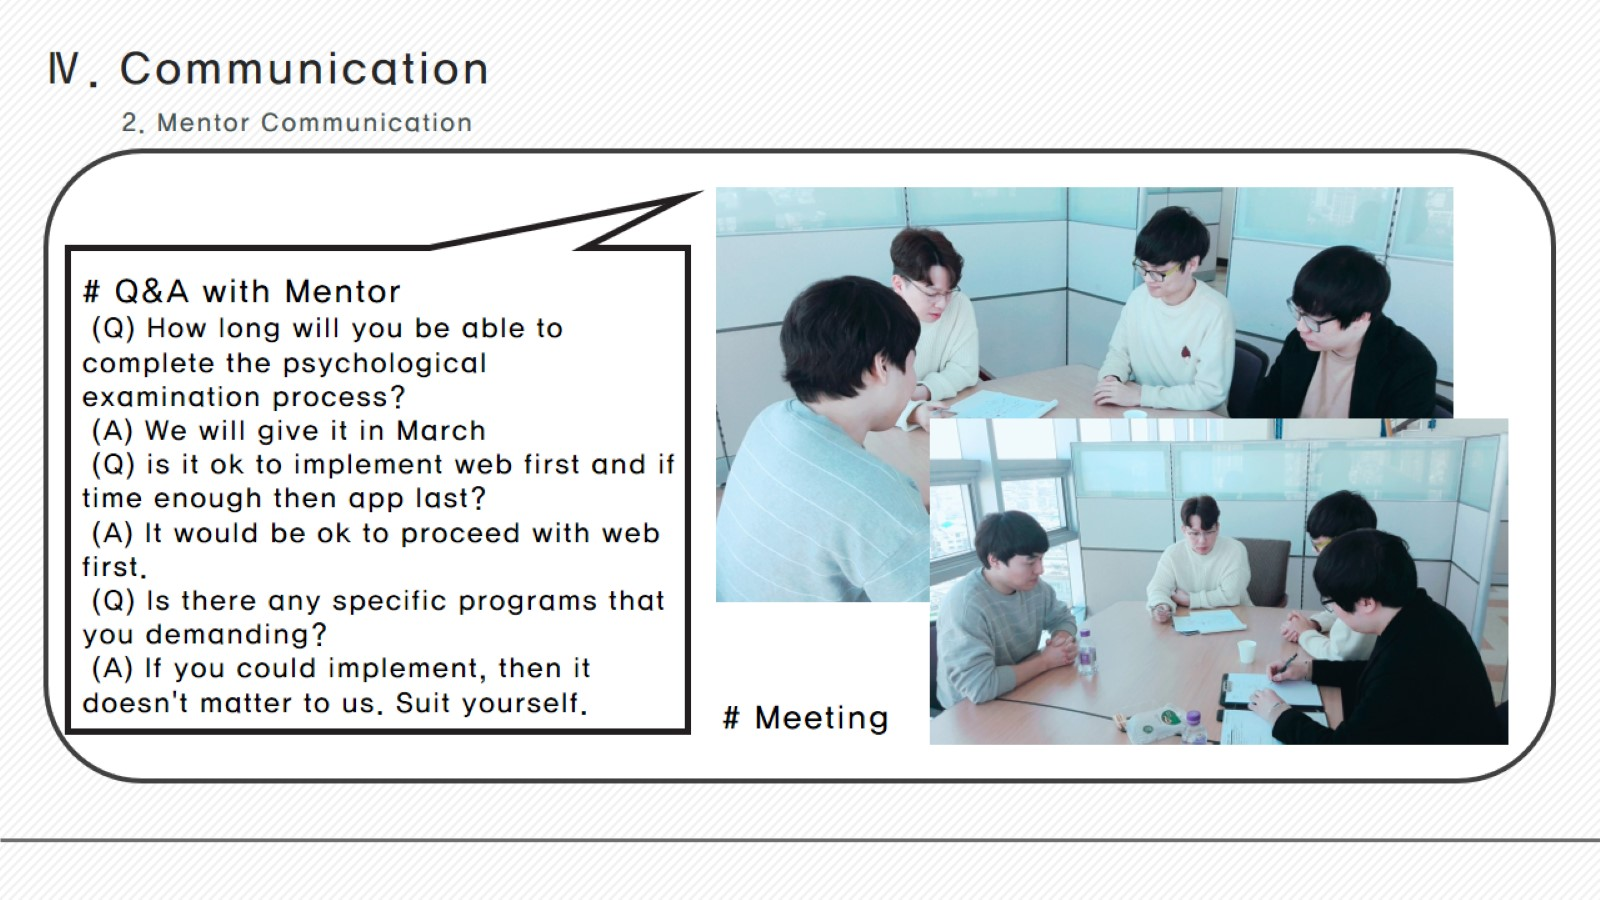 Ⅳ. Communication
2. Mentor Communication
# Q&A with Mentor
(Q) How long will you be able to
complete the psychological
examination process?
(A) We will give it in March
(Q) is it ok to implement web first and if
time enough then app last?
(A) It would be ok to proceed with web
first.
(Q) Is there any specific programs that
you demanding?
(A) If you could implement, then it
doesn't matter to us. Suit yourself.
# Meeting